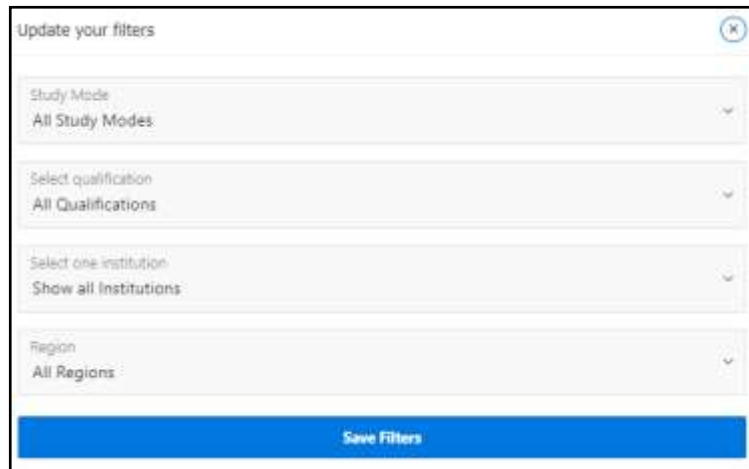 Update your filters
Study Mode
All Study Modes
Select qualification
All Qualifications
Select one institution
Show all Institutions
Region
All Regions
Save Filters